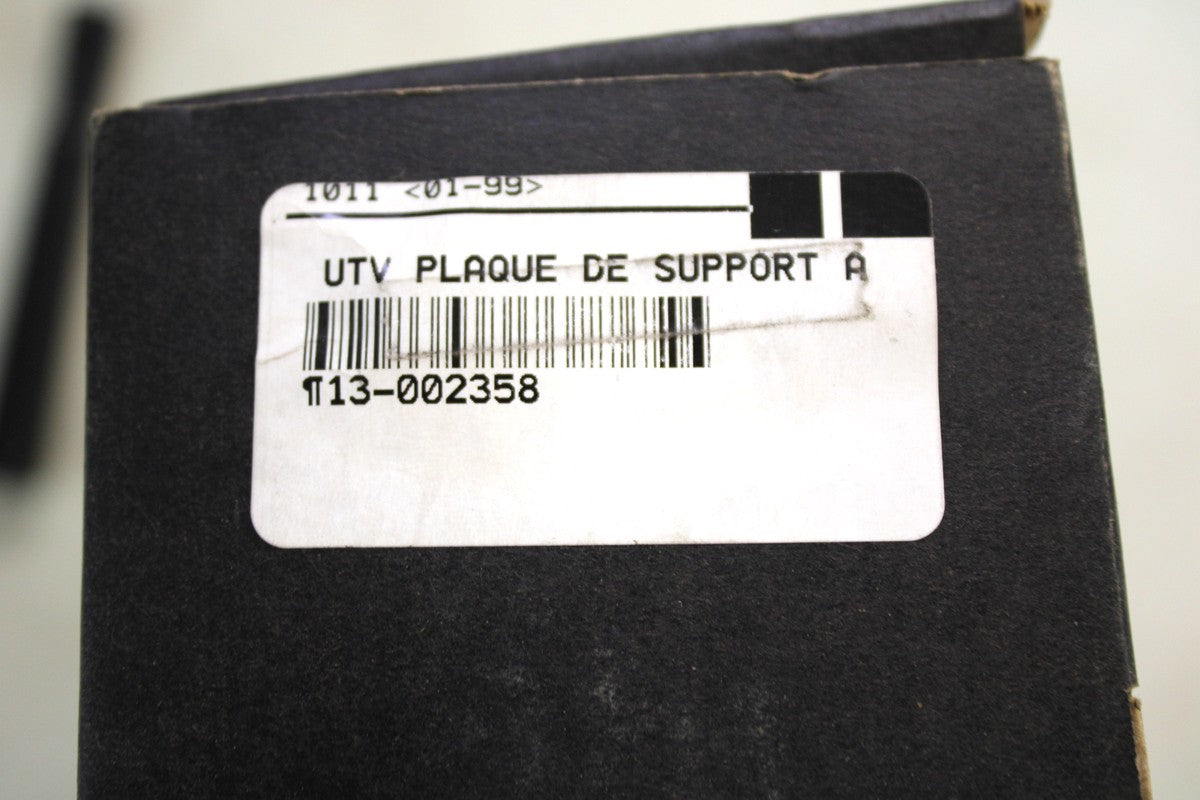 1011 <01-99>
UTV PLAQUE DE SUPPORT A
¶13-002358